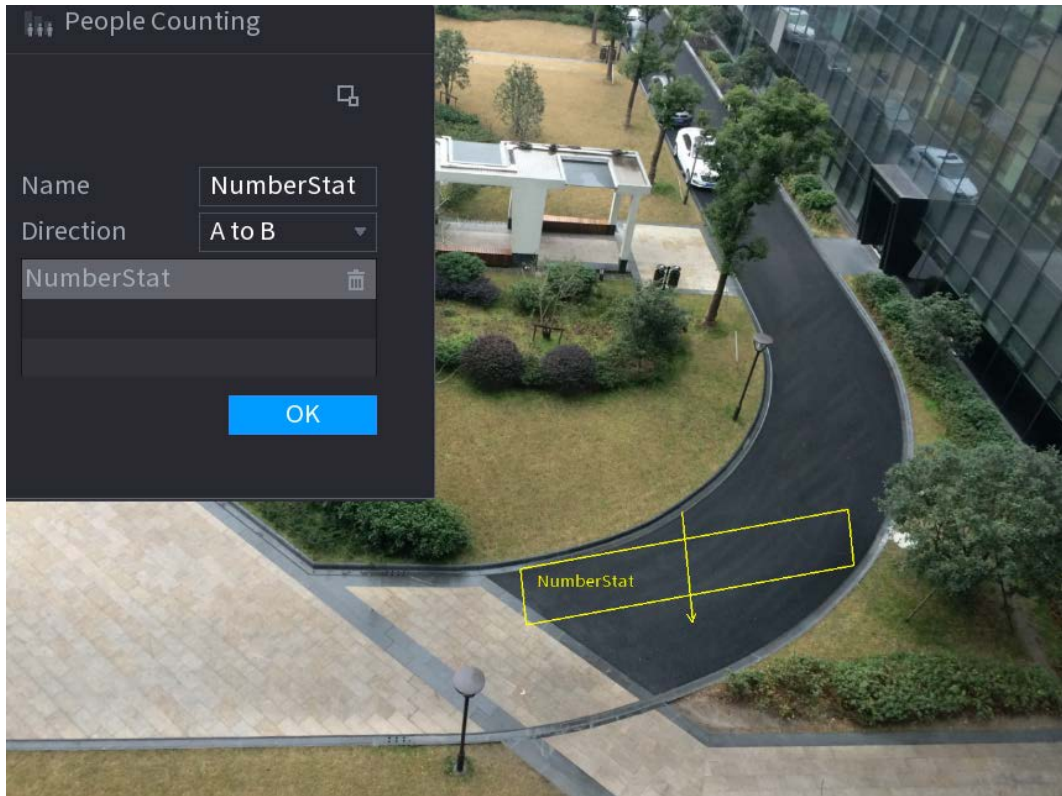 People Counting
Name NumberStat
Direction A to B
NumberStat
OK
NumberStat